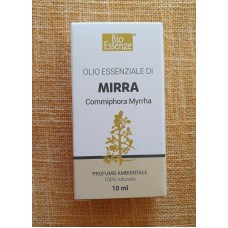 Bio
Essenze
OLIO ESSENZIALE DI
MIRRA
Commiphora Myrrha
PROFUMO AMBIENTALE
100% naturale
10 ml